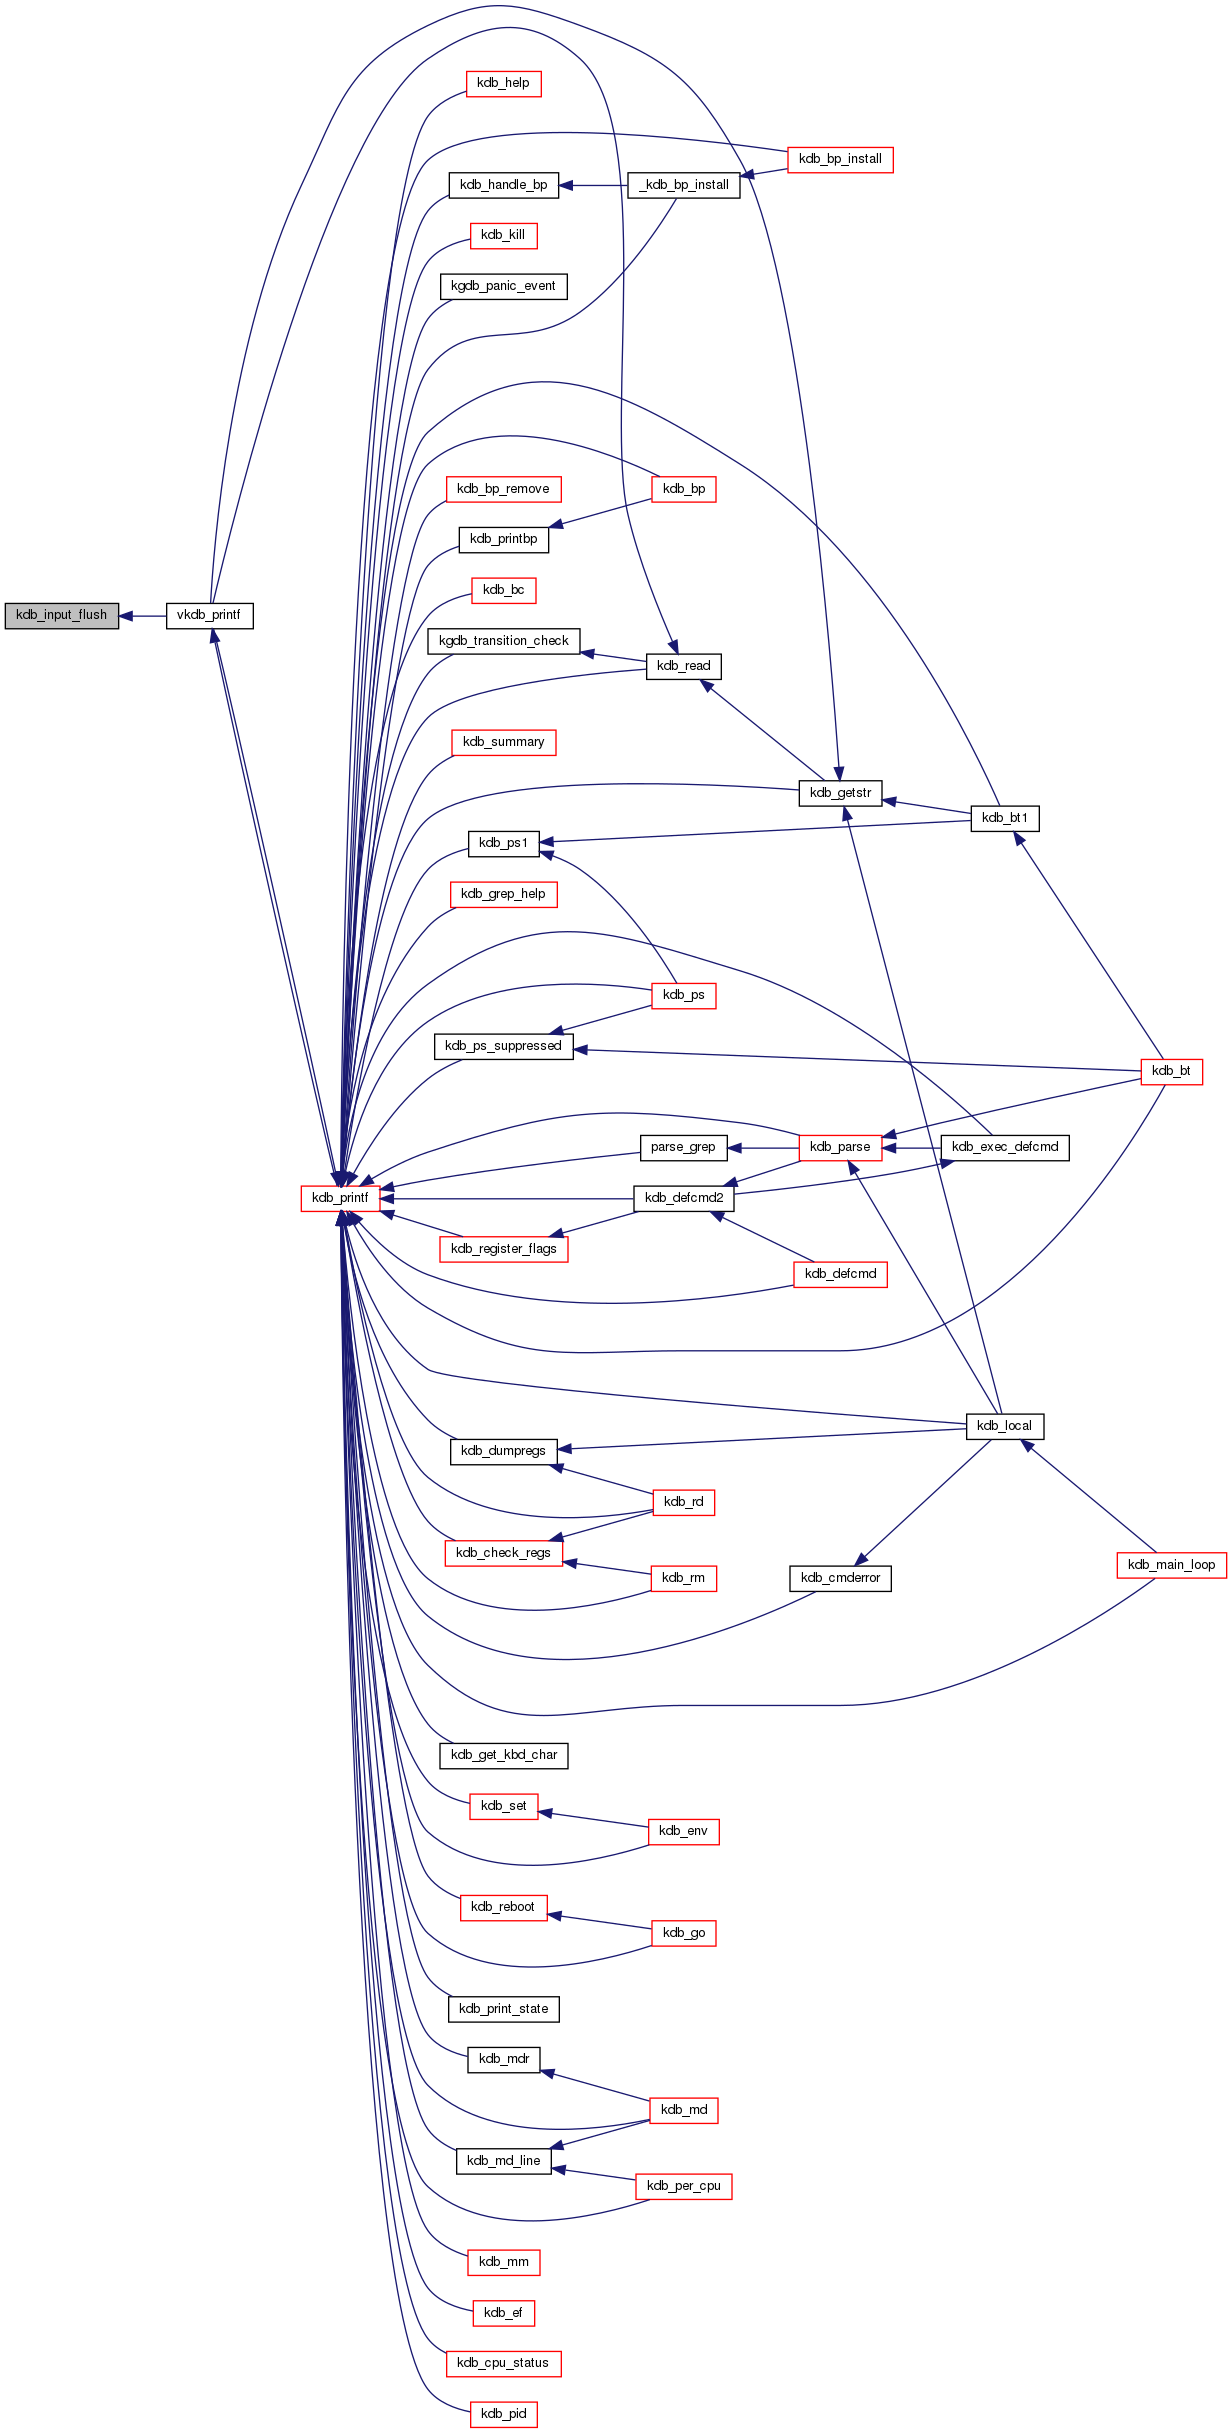 kdb_help
kdb_bp_install
kdb_handle_bp
_kdb_bp_install
kdb_kill
kgdb_panic_event
kdb_bp_remove
kdb_bp
kdb_printbp
kdb_bc
kdb_input_flush
vkdb_printf
kgdb_transition_check
kdb_read
kdb_summary
kdb_getstr
kdb_bt1
kdb_ps1
kdb_grep_help
kdb_ps
kdb_ps_suppressed
kdb_bt
parse_grep
kdb_parse
kdb_exec_defcmd
kdb_printf
kdb_defcmd2
kdb_register_flags
kdb_defcmd
kdb_local
kdb_dumpregs
kdb_rd
kdb_check_regs
kdb_main_loop
kdb_rm
kdb_cmderror
kdb_get_kbd_char
kdb_set
kdb_env
kdb_reboot
kdb_go
kdb_print_state
kdb_mdr
kdb_md
kdb_md_line
kdb_per_cpu
kdb_mm
kdb_ef
kdb_cpu_status
kdb_pid